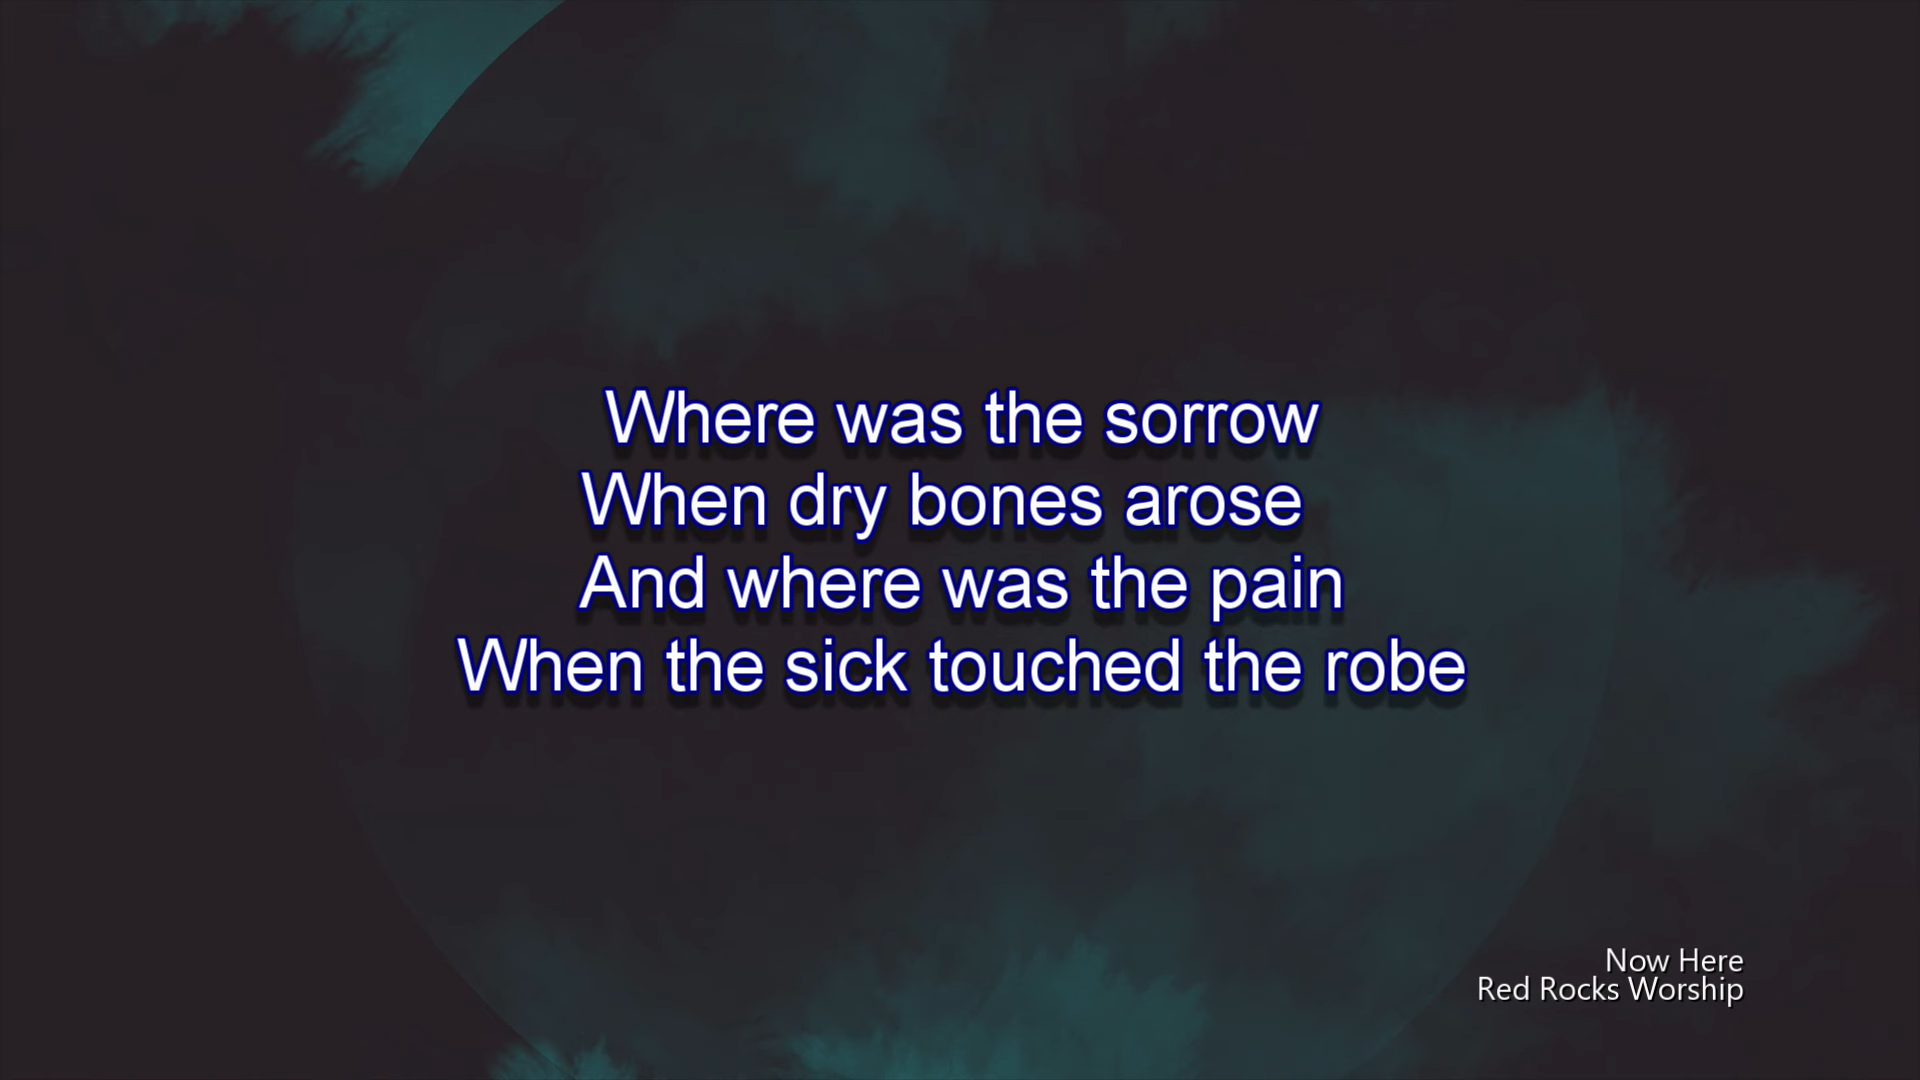 Where was the sorrow
When dry bones arose
And where was the pain
When the sick touched the robe
Now Here
Red Rocks Worship